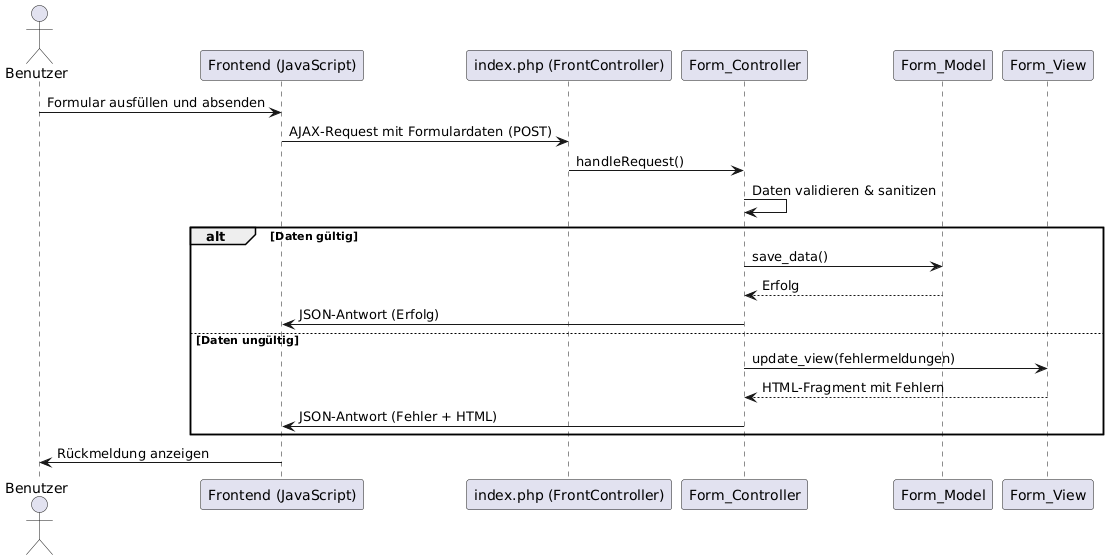 Benutzer
Frontend (JavaScript)
index.php (FrontController)
Form_Controller
Form_Model
Form_View
Formular ausfüllen und absenden
AJAX-Request mit Formulardaten (POST)
handleRequest()
Daten validieren & sanitizen
alt
[Daten gültig]
save_data()
Erfolg
JSON-Antwort (Erfolg)
[Daten ungültig]
update_view(fehlermeldungen)
HTML-Fragment mit Fehlern
JSON-Antwort (Fehler + HTML)
Rückmeldung anzeigen
Benutzer
Frontend (JavaScript)
index.php (FrontController)
Form_Controller
Form_Model
Form_View